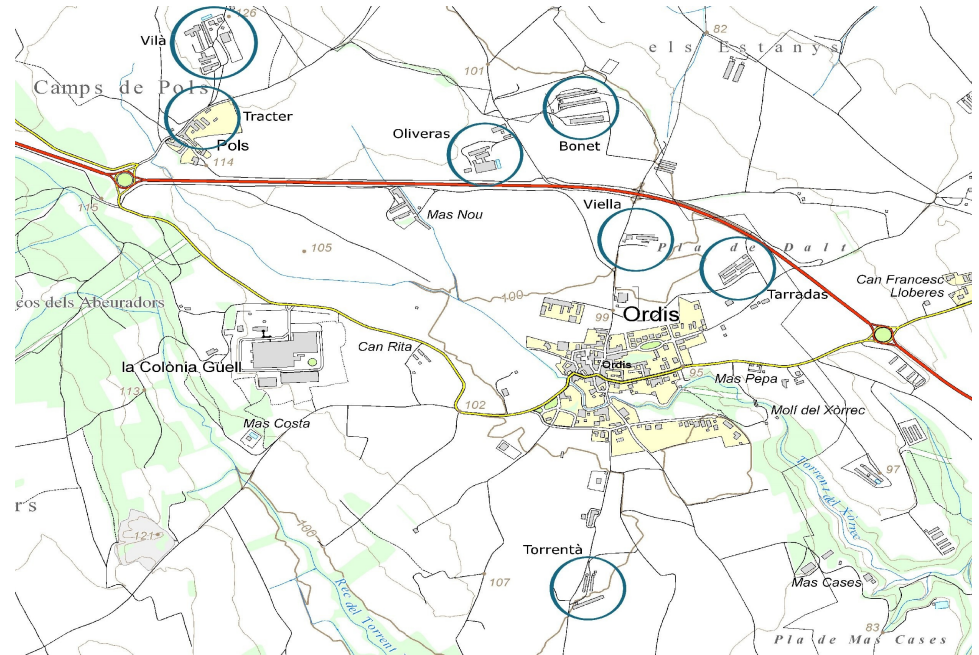 126
Vilà
82
els Estanys
101
Camps de Pols
Tracter
Oliveras
Bonet
Pols
114
Viella
115
Mas Nou
105
Pla de Dalt
Can Francesc
Lloberes
Tarradas
100
cos dels Abeuradors
99
Ordis
Can Rita
Ordis
la Colònia Güell
95
Mas Pepa
113
102
Molí del Xòrrec
Mas Costa
Torrent
del Xòrrec
97
rs
100
121
Torrentà
107
Rec del Torrent
Mas Cases
83
Pla de Mas Cases